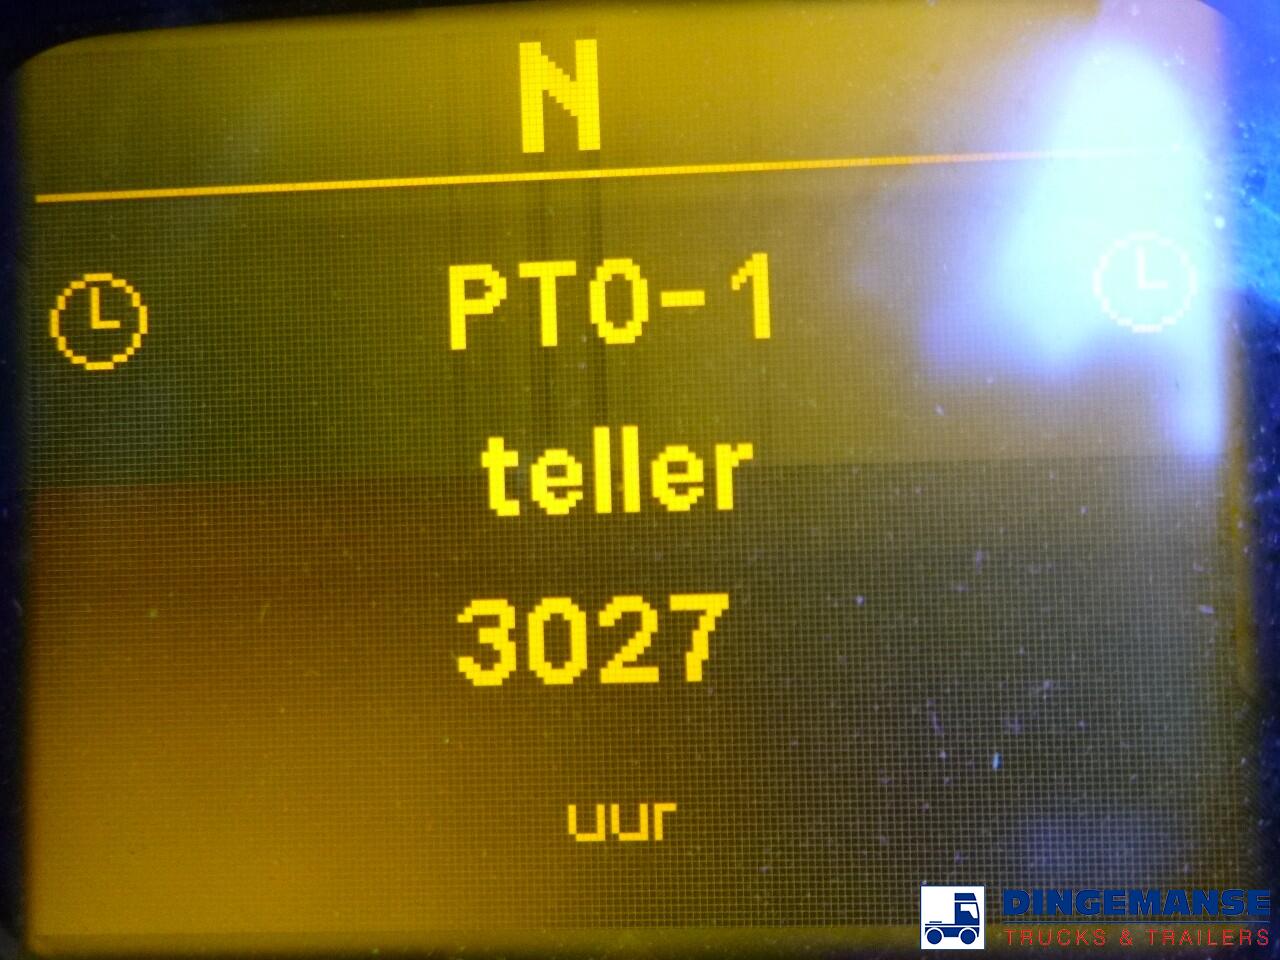 N
PTO-1
teller
3027
uur
DINGEMANSE
TRUCKS & TRAILERS